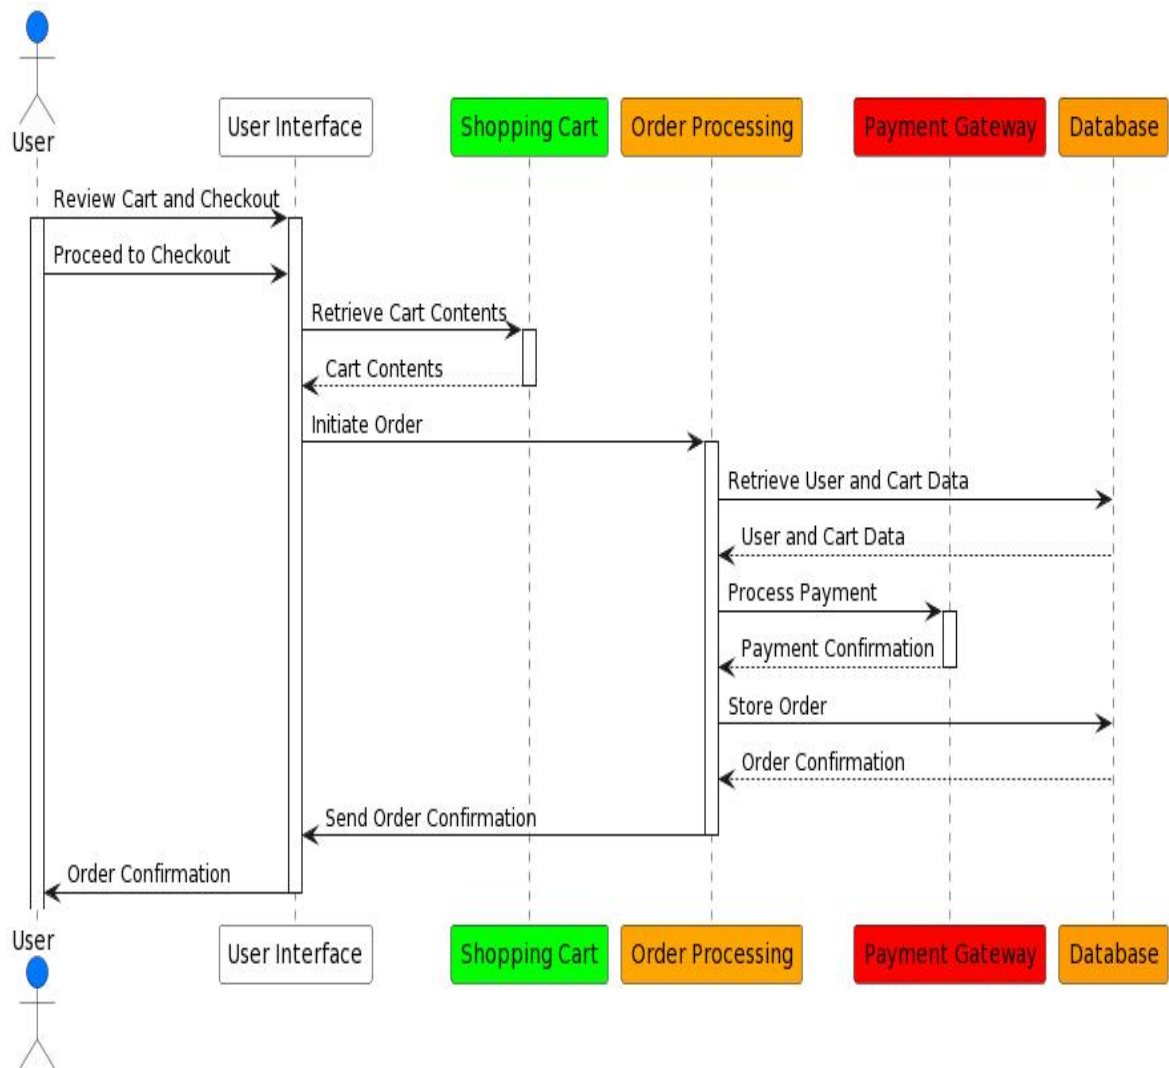 User
User Interface
Shopping Cart
Order Processing
Payment Gateway
Database
Review Cart and Checkout
Proceed to Checkout
Retrieve Cart Contents
Cart Contents
Initiate Order
Retrieve User and Cart Data
User and Cart Data
Process Payment
Payment Confirmation
Store Order
Order Confirmation
Send Order Confirmation
Order Confirmation
User
User Interface
Shopping Cart
Order Processing
Payment Gateway
Database